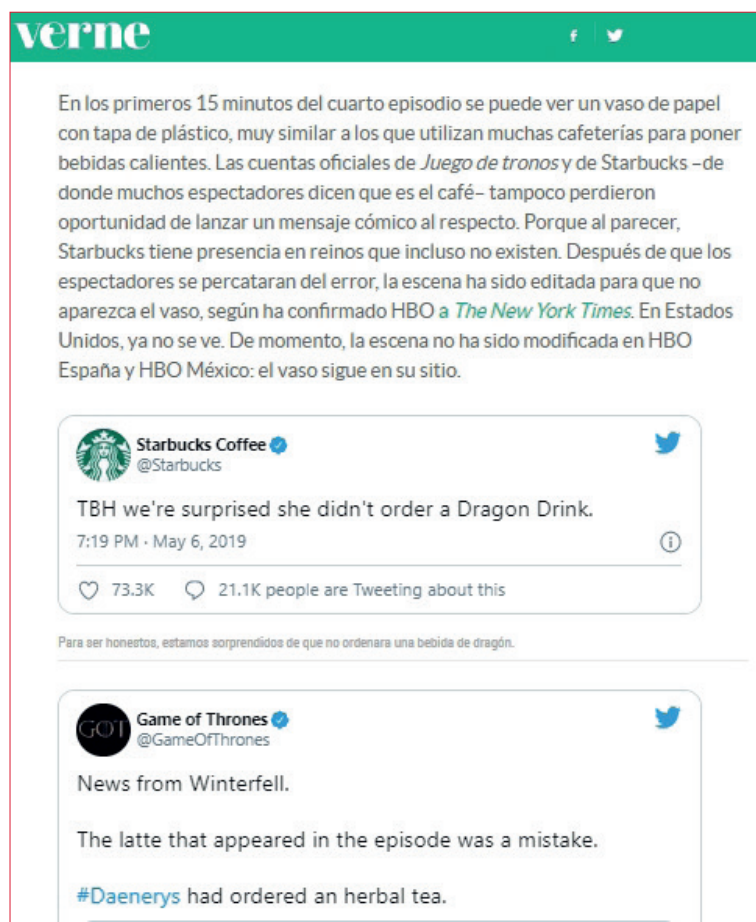 verne
En los primeros 15 minutos del cuarto episodio se puede ver un vaso de papel
con tapa de plástico, muy similar a los que utilizan muchas cafeterías para poner
bebidas calientes. Las cuentas oficiales de Juego de tronos y de Starbucks –de
donde muchos espectadores dicen que es el café– tampoco perdieron
oportunidad de lanzar un mensaje cómico al respecto. Porque al parecer,
Starbucks tiene presencia en reinos que incluso no existen. Después de que los
espectadores se percataran del error, la escena ha sido editada para que no
aparezca el vaso, según ha confirmado HBO a The New York Times. En Estados
Unidos, ya no se ve. De momento, la escena no ha sido modificada en HBO
España y HBO México: el vaso sigue en su sitio.
Starbucks Coffee
@Starbucks
TBH we're surprised she didn't order a Dragon Drink.
7:19 PM · May 6, 2019
73.3K 21.1K people are Tweeting about this
Para ser honestos, estamos sorprendidos de que no ordenara una bebida de dragón.
GOT
Game of Thrones
@GameOfThrones
News from Winterfell.
The latte that appeared in the episode was a mistake.
#Daenerys had ordered an herbal tea.